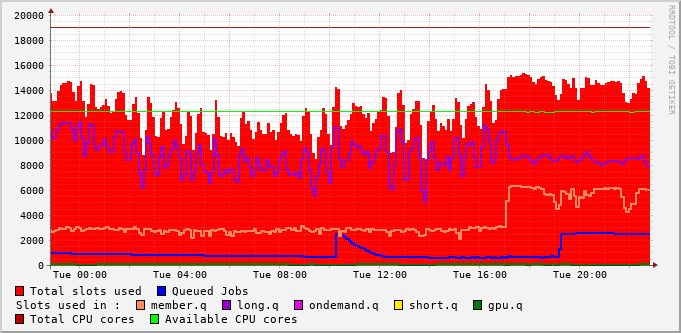 20000
18000
16000
14000
12000
10000
8000
6000
4000
2000
0
Tue 00:00 Tue 04:00 Tue 08:00 Tue 12:00 Tue 16:00 Tue 20:00
RRDTOOL / TOBI OETIKER
Total slots used Queued Jobs
Slots used in : member.q long.q ondemand.q short.q gpu.q
Total CPU cores Available CPU cores